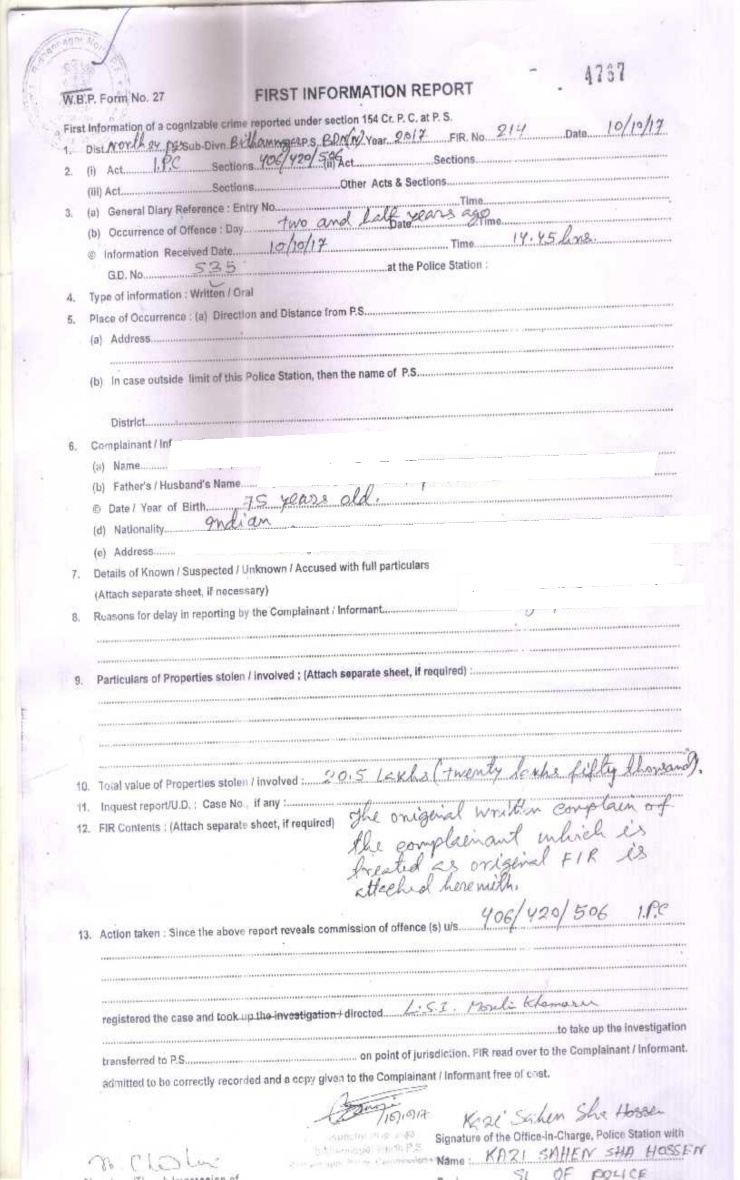 4767
W.B.P. Form No. 27
FIRST INFORMATION REPORT
First Information of a cognizable crime reported under section 154 Cr. P. C. at P. S.
1. Dist. North 24 pgs Sub-Divn. Bidhannagar P.S. BDN(N) Year 2017 FIR. No. 214 Date 10/10/17
2. (i) Act I.P.C Sections 406/420/506 (ii) Act Sections
(iii) Act Sections Other Acts & Sections
3. (a) General Diary Reference : Entry No. Time
(b) Occurrence of Offence : Day two and half years ago Date Time
© Information Received Date 10/10/17 Time 14.45 hrs.
G.D. No. 535 at the Police Station :
4. Type of information : Written / Oral
5. Place of Occurrence : (a) Direction and Distance from P.S.
(a) Address
(b) In case outside limit of this Police Station, then the name of P.S.
District
6. Complainant / Inf
(a) Name
(b) Father's / Husband's Name
© Date / Year of Birth 75 years old.
(d) Nationality Indian
(e) Address
7. Details of Known / Suspected / Unknown / Accused with full particulars
(Attach separate sheet, if necessary)
8. Reasons for delay in reporting by the Complainant / Informant
9. Particulars of Properties stolen / involved ; (Attach separate sheet, if required) :
10. Total value of Properties stolen / involved : 20.5 Lakhs (twenty lakhs fifty thousand).
11. Inquest report/U.D. : Case No., if any :
12. FIR Contents : (Attach separate sheet, if required) The original written complain of
the complainant which is
treated as original FIR is
attached herewith.
13. Action taken : Since the above report reveals commission of offence (s) u/s. 406/420/506 I.P.C
registered the case and took up the investigation / directed L.S.I. Mouli
to take up the investigation
transferred to P.S. on point of jurisdiction. FIR read over to the Complainant / Informant.
admitted to be correctly recorded and a copy given to the Complainant / Informant free of cost.
10/10/17
Kazi Sahen Sha Hossen
Signature of the Office-in-Charge, Police Station with
Name : KAZI SAHEN SHA HOSSEN
SI OF POLICE